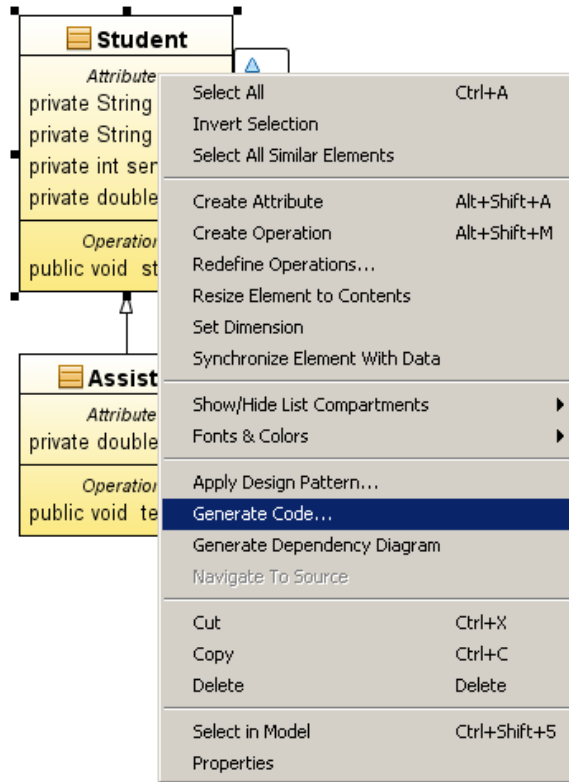 Student
Attribute
private String
private String
private int sem
private double
Operation
public void st
Assist
Attribute
private double
Operation
public void te
Select All Ctrl+A
Invert Selection
Select All Similar Elements
Create Attribute Alt+Shift+A
Create Operation Alt+Shift+M
Redefine Operations...
Resize Element to Contents
Set Dimension
Synchronize Element With Data
Show/Hide List Compartments
Fonts & Colors
Apply Design Pattern...
Generate Code...
Generate Dependency Diagram
Navigate To Source
Cut Ctrl+X
Copy Ctrl+C
Delete Delete
Select in Model Ctrl+Shift+5
Properties